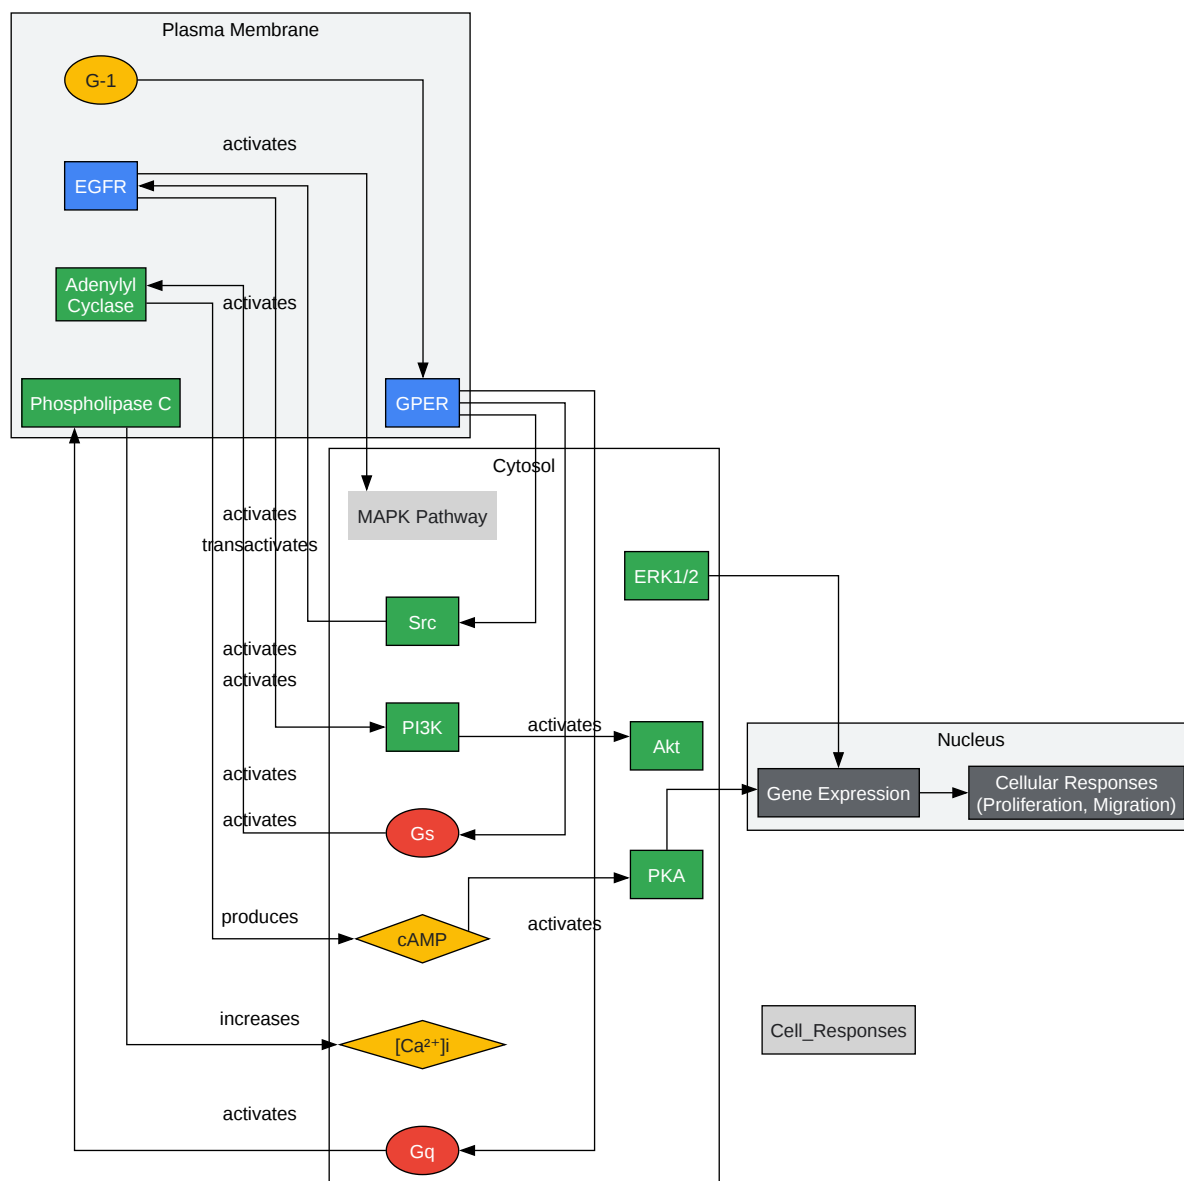 Plasma Membrane
G-1
activates
EGFR
Adenylyl
Cyclase
activates
Phospholipase C
GPER
Cytosol
activates
MAPK Pathway
transactivates
ERK1/2
Src
activates
activates
PI3K
activates
Akt
Nucleus
activates
Gene Expression
Cellular Responses
(Proliferation, Migration)
activates
Gs
PKA
produces
activates
cAMP
increases
[Ca²⁺]i
Cell_Responses
activates
Gq